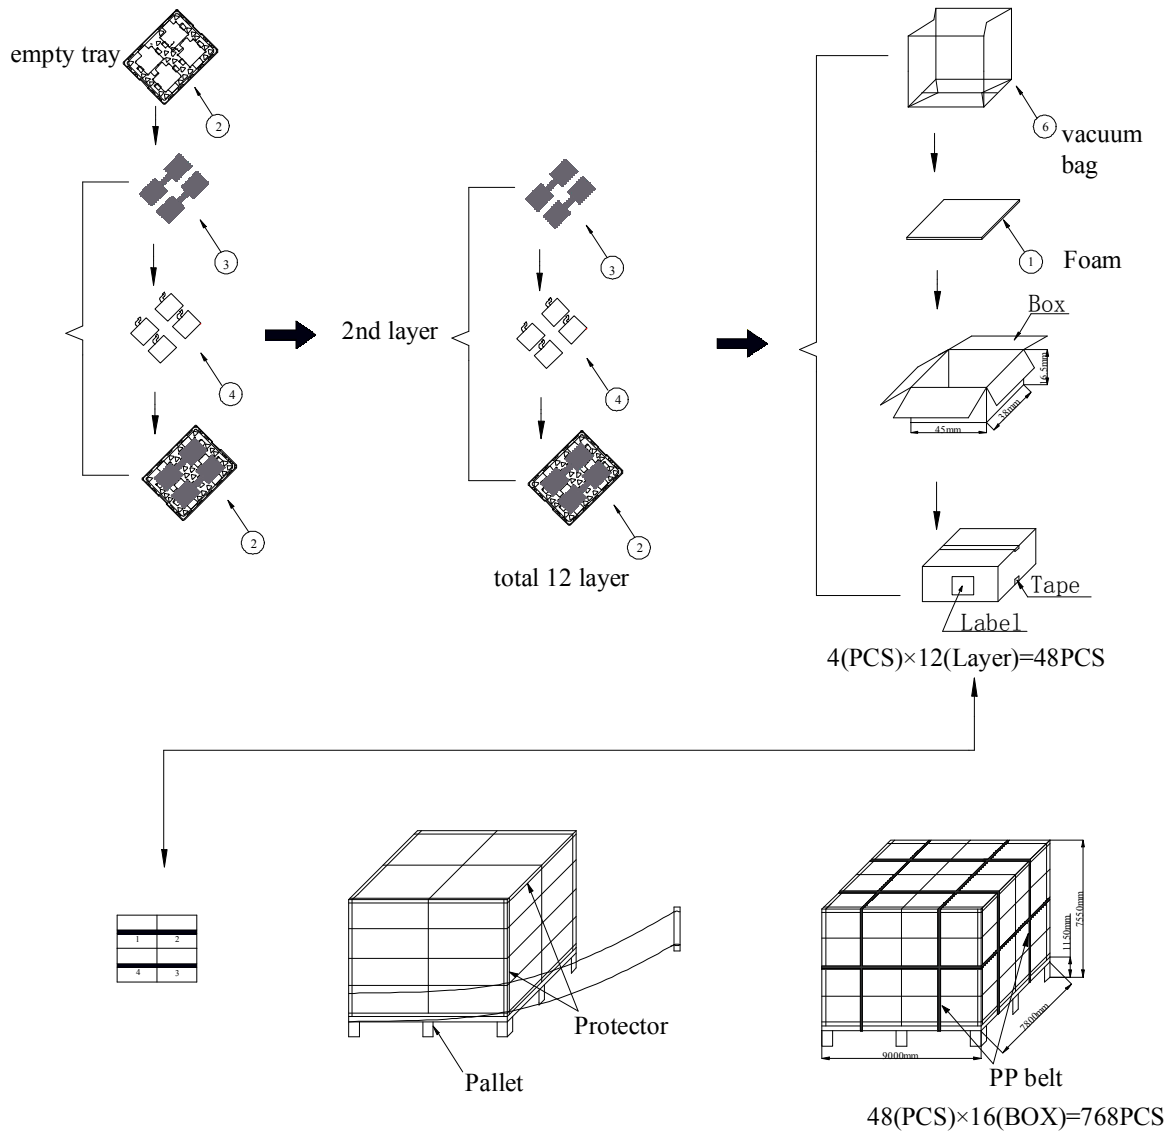 empty tray
2
3
4
2
2nd layer
3
4
2
total 12 layer
6
vacuum
bag
1
Foam
Box
16.5mm
38mm
45mm
Tape
Label
4(PCS)×12(Layer)=48PCS
1
2
4
3
Protector
Pallet
7550mm
1150mm
7800mm
9000mm
PP belt
48(PCS)×16(BOX)=768PCS